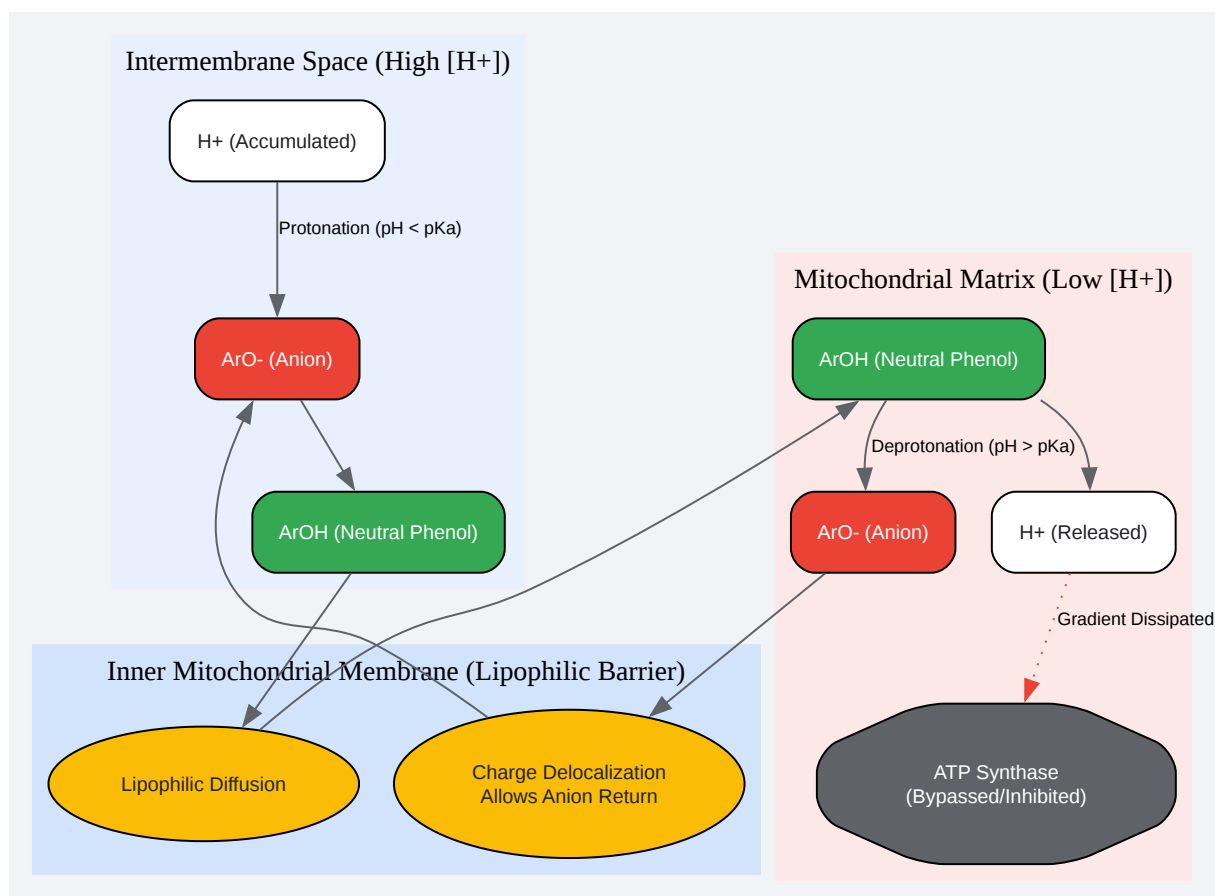 Intermembrane Space (High [H+])
H+ (Accumulated)
Protonation (pH < pKa)
ArO- (Anion)
ArOH (Neutral Phenol)
Mitochondrial Matrix (Low [H+])
ArOH (Neutral Phenol)
Deprotonation (pH > pKa)
ArO- (Anion)
H+ (Released)
Gradient Dissipated
ATP Synthase
(Bypassed/Inhibited)
Inner Mitochondrial Membrane (Lipophilic Barrier)
Lipophilic Diffusion
Charge Delocalization
Allows Anion Return